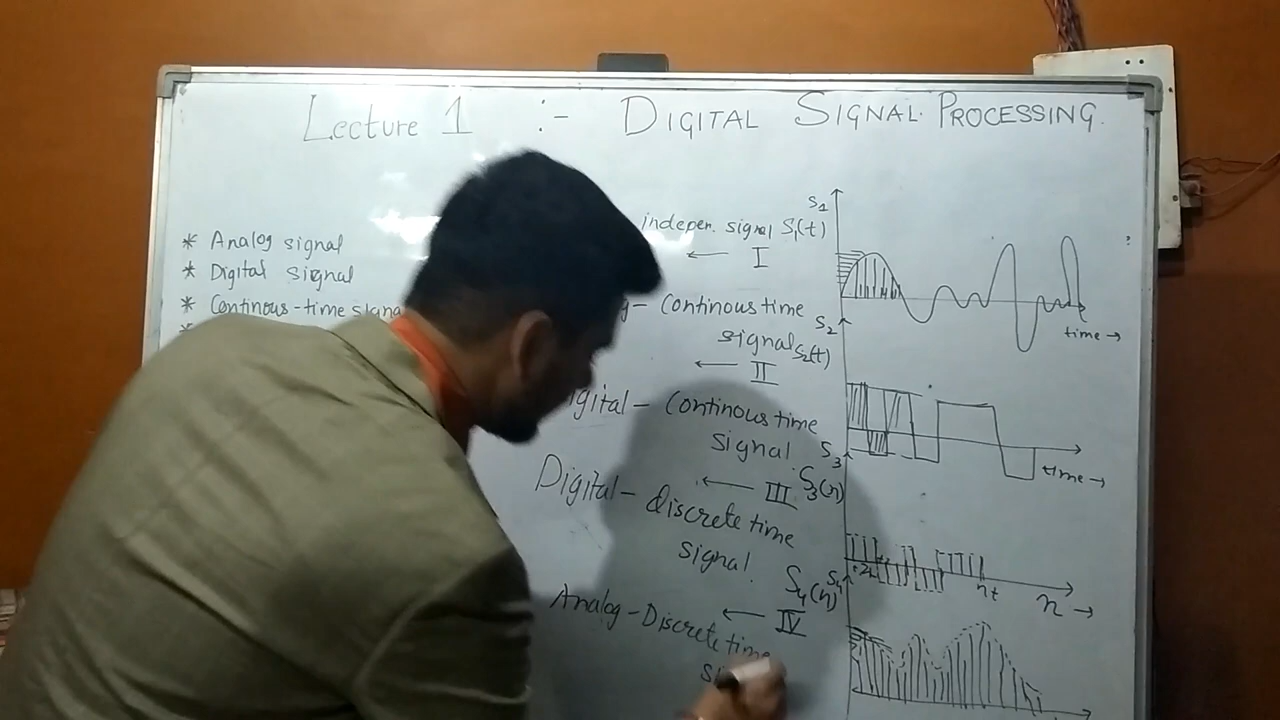 Lecture 1 :- DIGITAL SIGNAL PROCESSING.
* Analog signal
* Digital signal
* Continous-time signa
*
indepen. signal S1(t)
← I
g- Continous time
signal S2(t)
← II
igital - Continous time
signal
← III S3(n)
Digital - discrete time
signal.
S4(n)
← IV
Analog - Discrete time
si
S1
time →
S2
time →
S3
n →
S4